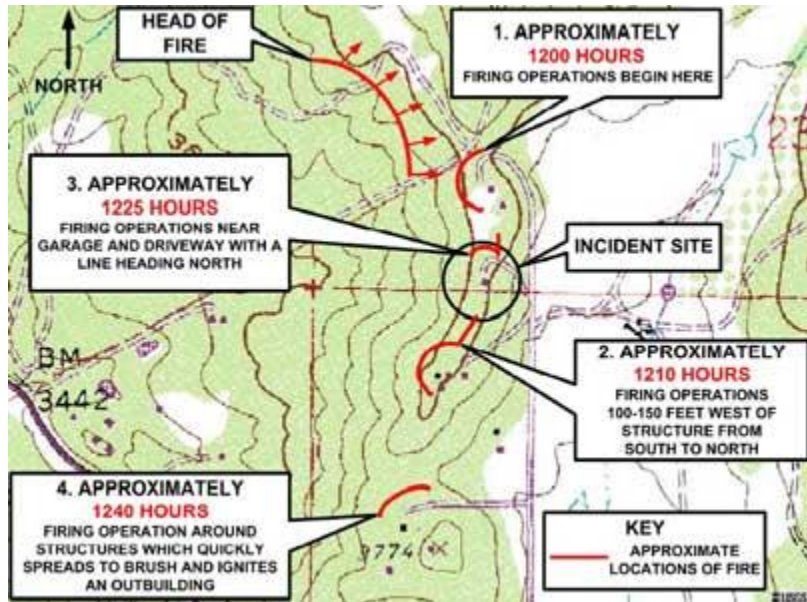 HEAD OF
FIRE
NORTH
1. APPROXIMATELY
1200 HOURS
FIRING OPERATIONS BEGIN HERE
23
3. APPROXIMATELY
1225 HOURS
FIRING OPERATIONS NEAR
GARAGE AND DRIVEWAY WITH A
LINE HEADING NORTH
INCIDENT SITE
BM
3442
2. APPROXIMATELY
1210 HOURS
FIRING OPERATIONS
100-150 FEET WEST OF
STRUCTURE FROM
SOUTH TO NORTH
4. APPROXIMATELY
1240 HOURS
FIRING OPERATION AROUND
STRUCTURES WHICH QUICKLY
SPREADS TO BRUSH AND IGNITES
AN OUTBUILDING
3774
KEY
APPROXIMATE
LOCATIONS OF FIRE